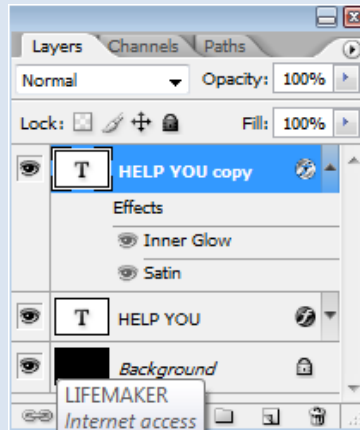 Layers Channels Paths
Normal Opacity: 100%
Lock: Fill: 100%
T HELP YOU copy
Effects
Inner Glow
Satin
T HELP YOU
Background
LIFEMAKER
Internet access